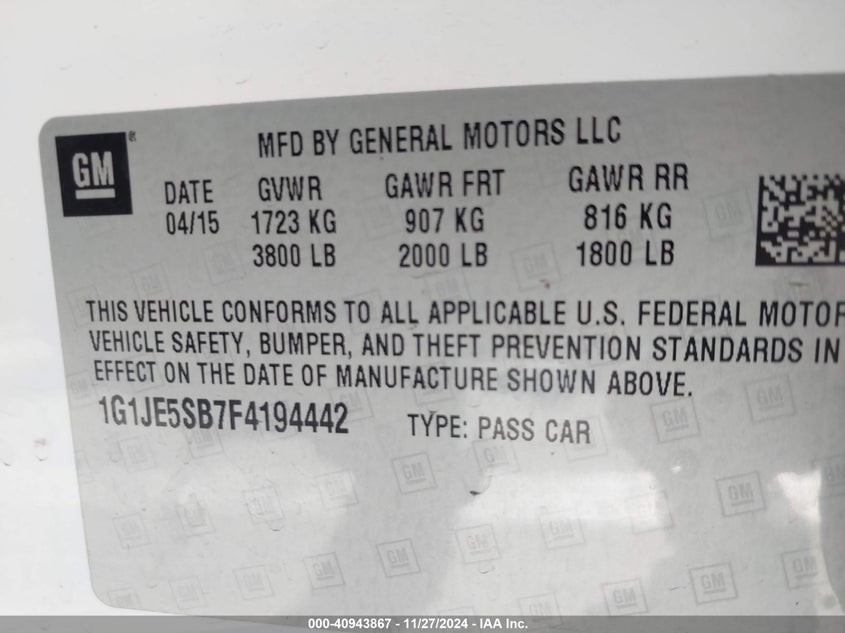 GM ®
MFD BY GENERAL MOTORS LLC
DATE GVWR GAWR FRT GAWR RR
04/15 1723 KG 907 KG 816 KG
3800 LB 2000 LB 1800 LB
THIS VEHICLE CONFORMS TO ALL APPLICABLE U.S. FEDERAL MOTOR
VEHICLE SAFETY, BUMPER, AND THEFT PREVENTION STANDARDS IN
EFFECT ON THE DATE OF MANUFACTURE SHOWN ABOVE.
1G1JE5SB7F4194442 TYPE: PASS CAR
000-40943867 - 11/27/2024 - IAA Inc.